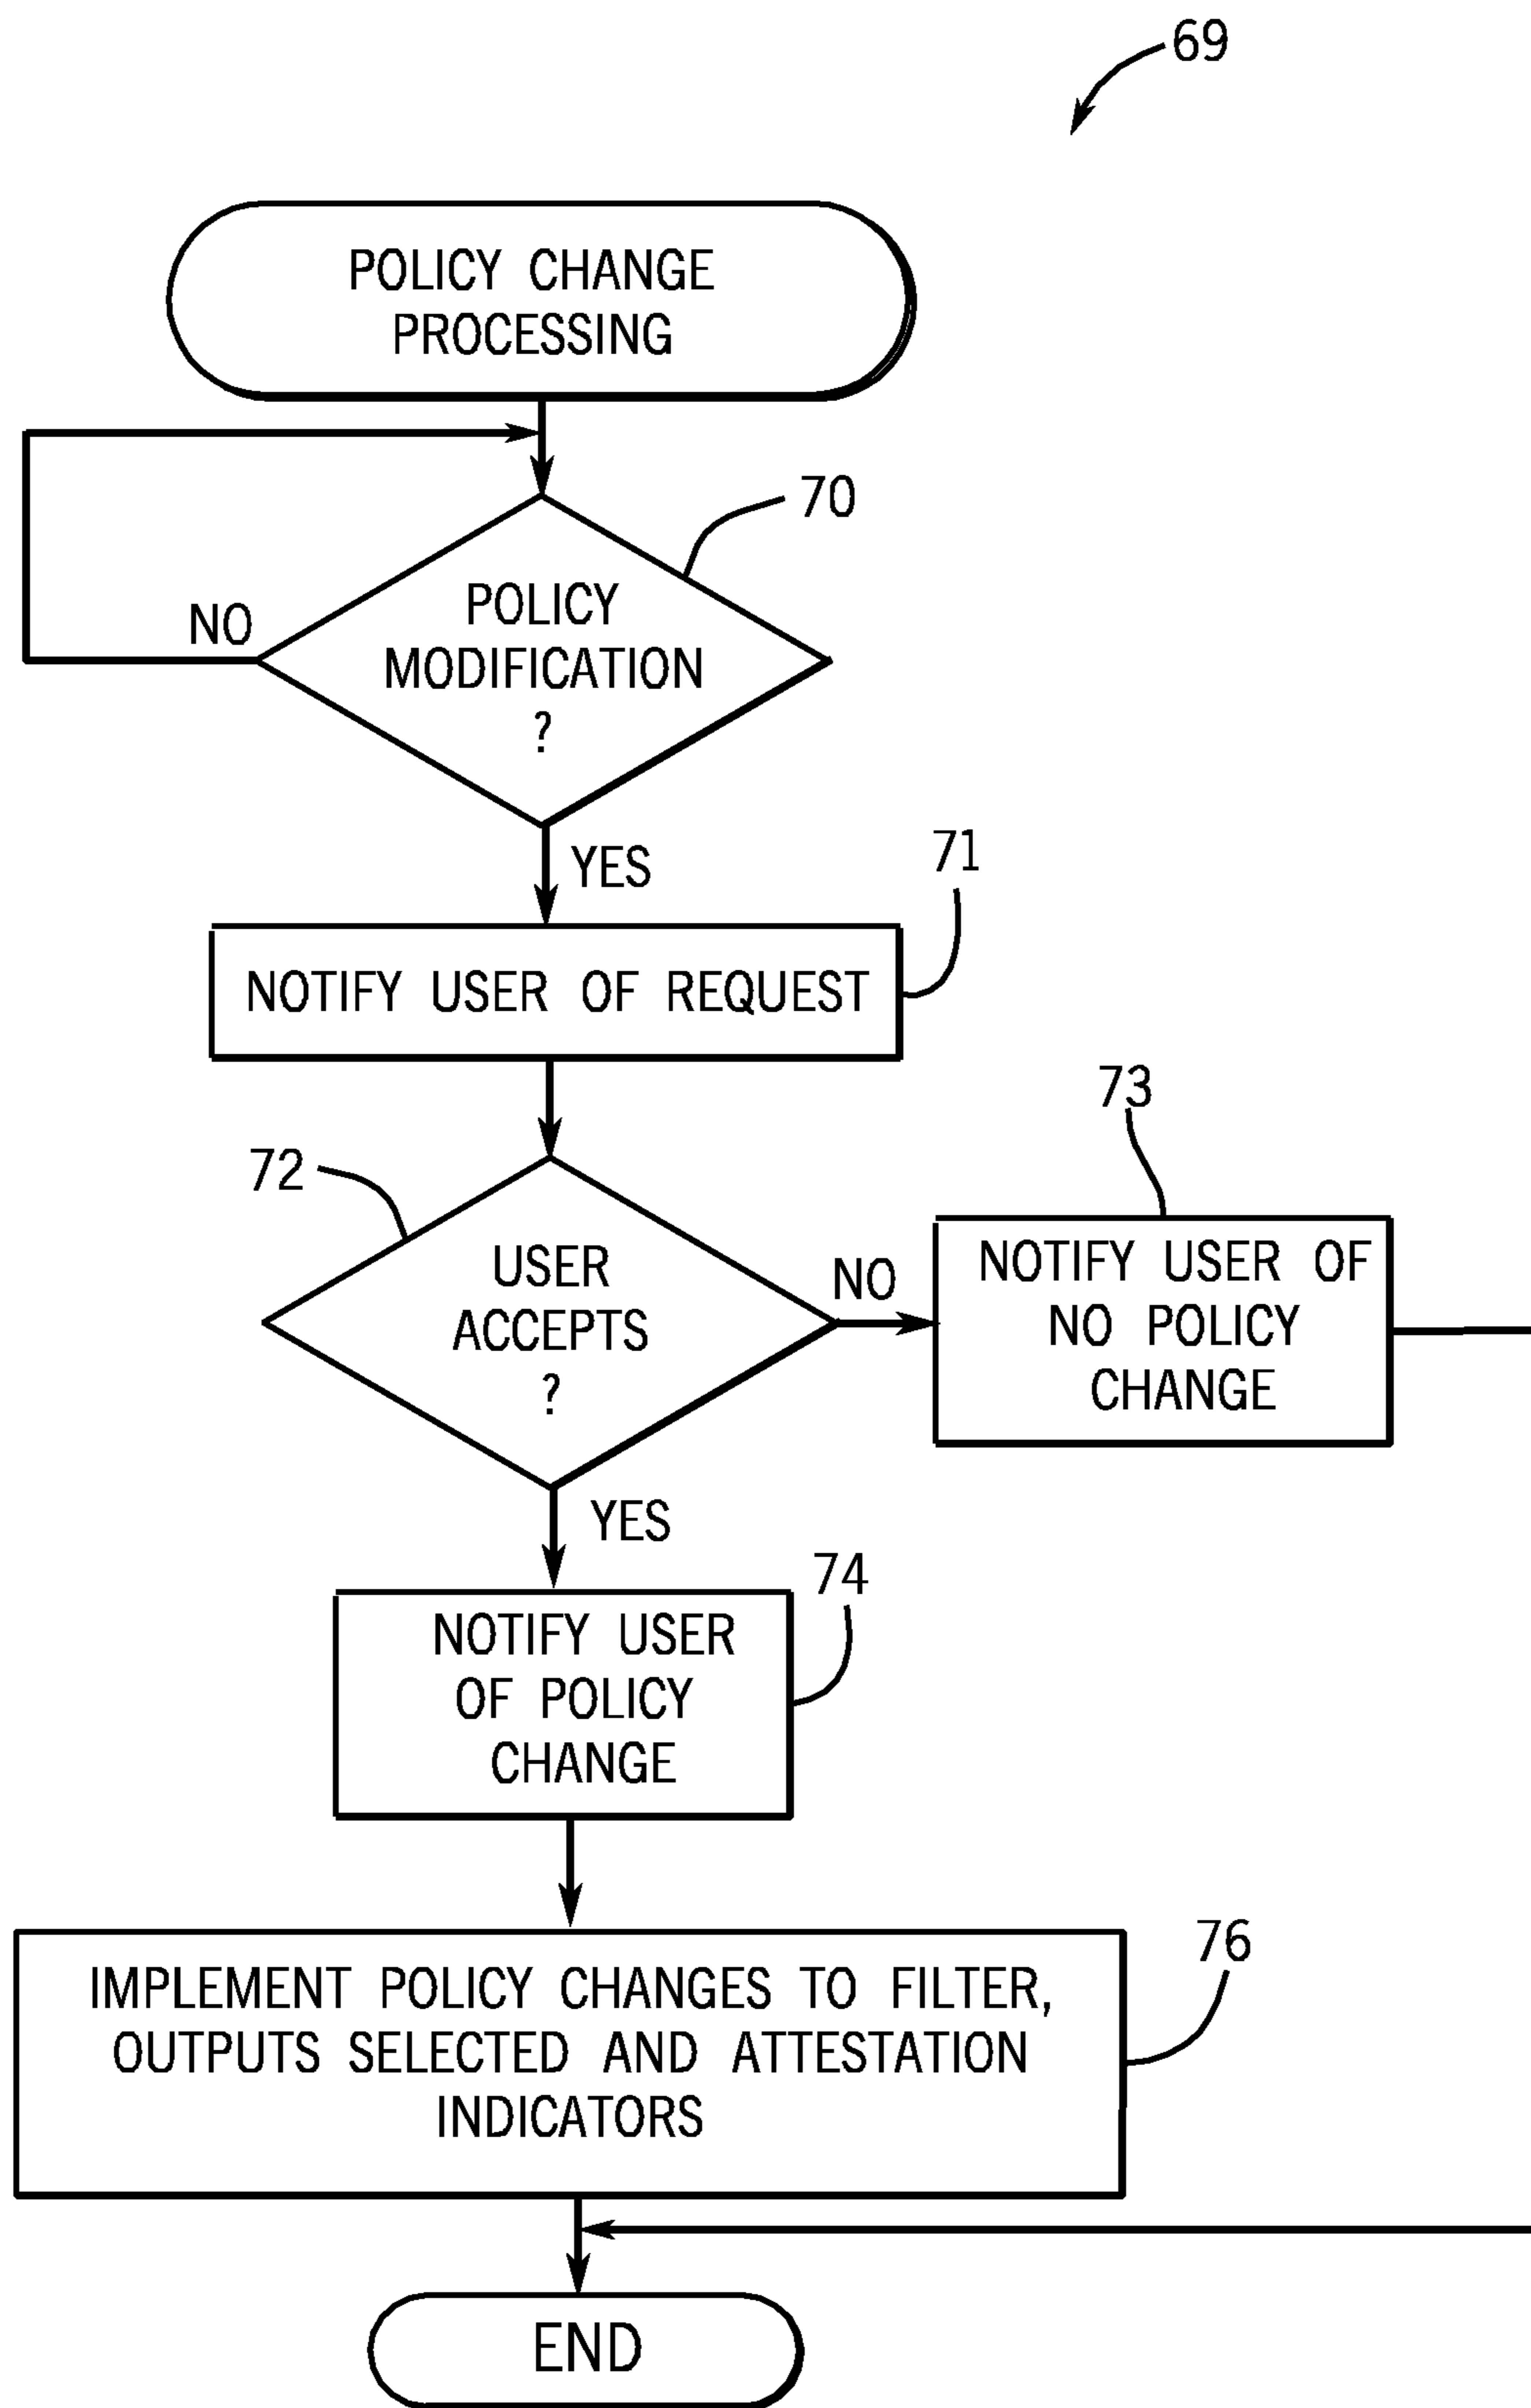 69
POLICY CHANGE
PROCESSING
70
POLICY
MODIFICATION
?
NO
YES
71
NOTIFY USER OF REQUEST
72
USER
ACCEPTS
?
NO
73
NOTIFY USER OF
NO POLICY
CHANGE
YES
74
NOTIFY USER
OF POLICY
CHANGE
76
IMPLEMENT POLICY CHANGES TO FILTER,
OUTPUTS SELECTED AND ATTESTATION
INDICATORS
END